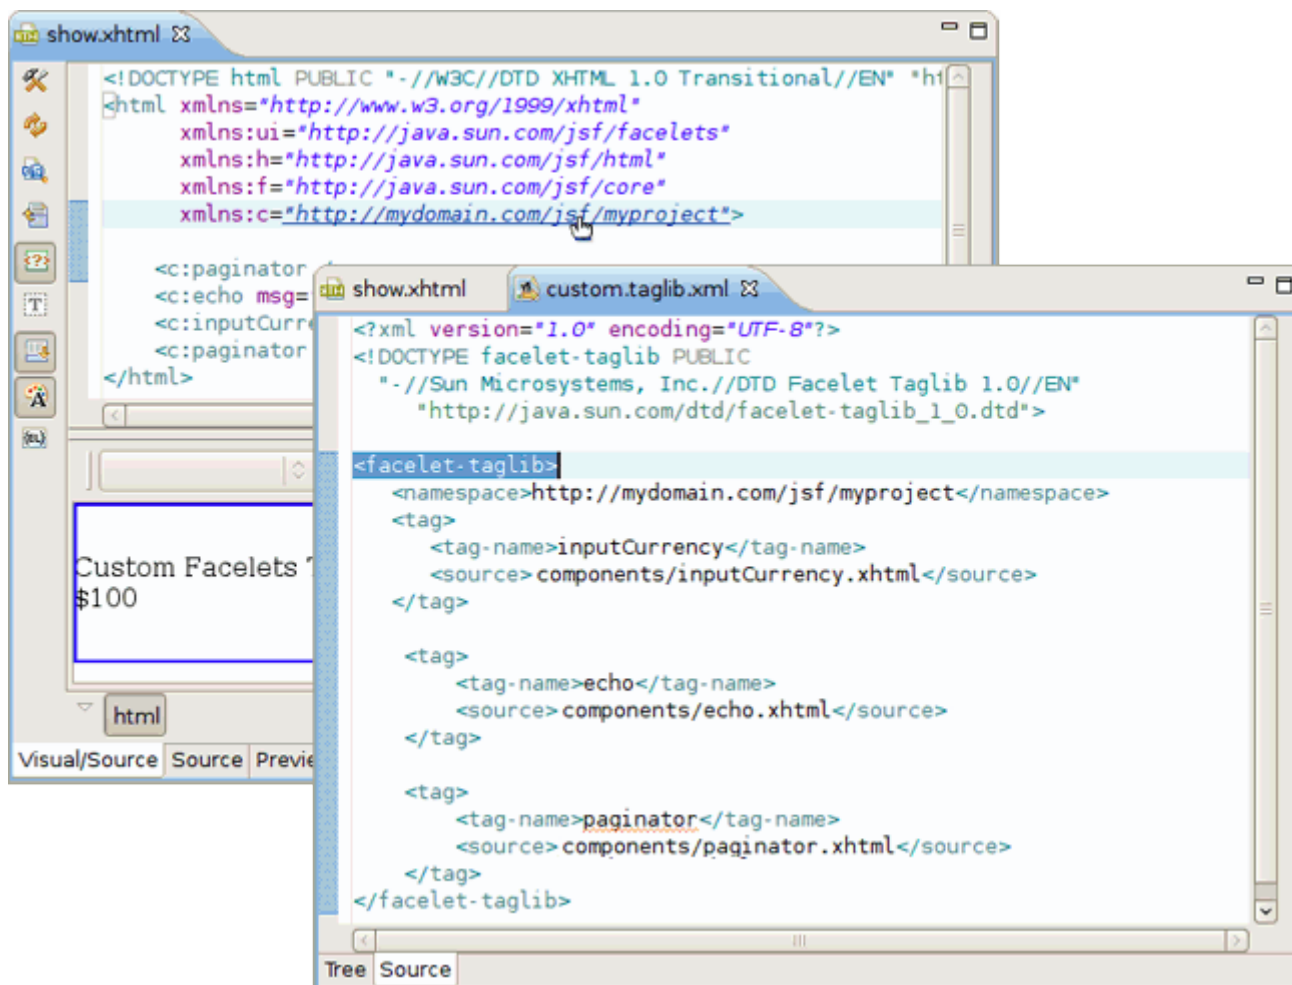 show.xhtml
<!DOCTYPE html PUBLIC "-//W3C//DTD XHTML 1.0 Transitional//EN" "ht
<html xmlns="http://www.w3.org/1999/xhtml"
xmlns:ui="http://java.sun.com/jsf/facelets"
xmlns:h="http://java.sun.com/jsf/html"
xmlns:f="http://java.sun.com/jsf/core"
xmlns:c="http://mydomain.com/jsf/myproject">
<c:paginator /
<c:echo msg=
<c:inputCurre
<c:paginator
</html>
Custom Facelets T
$100
html
Visual/Source Source Previe
show.xhtml custom.taglib.xml
<?xml version="1.0" encoding="UTF-8"?>
<!DOCTYPE facelet-taglib PUBLIC
"-//Sun Microsystems, Inc.//DTD Facelet Taglib 1.0//EN"
"http://java.sun.com/dtd/facelet-taglib_1_0.dtd">
<facelet-taglib>
<namespace>http://mydomain.com/jsf/myproject</namespace>
<tag>
<tag-name>inputCurrency</tag-name>
<source>components/inputCurrency.xhtml</source>
</tag>
<tag>
<tag-name>echo</tag-name>
<source>components/echo.xhtml</source>
</tag>
<tag>
<tag-name>paginator</tag-name>
<source>components/paginator.xhtml</source>
</tag>
</facelet-taglib>
Tree Source